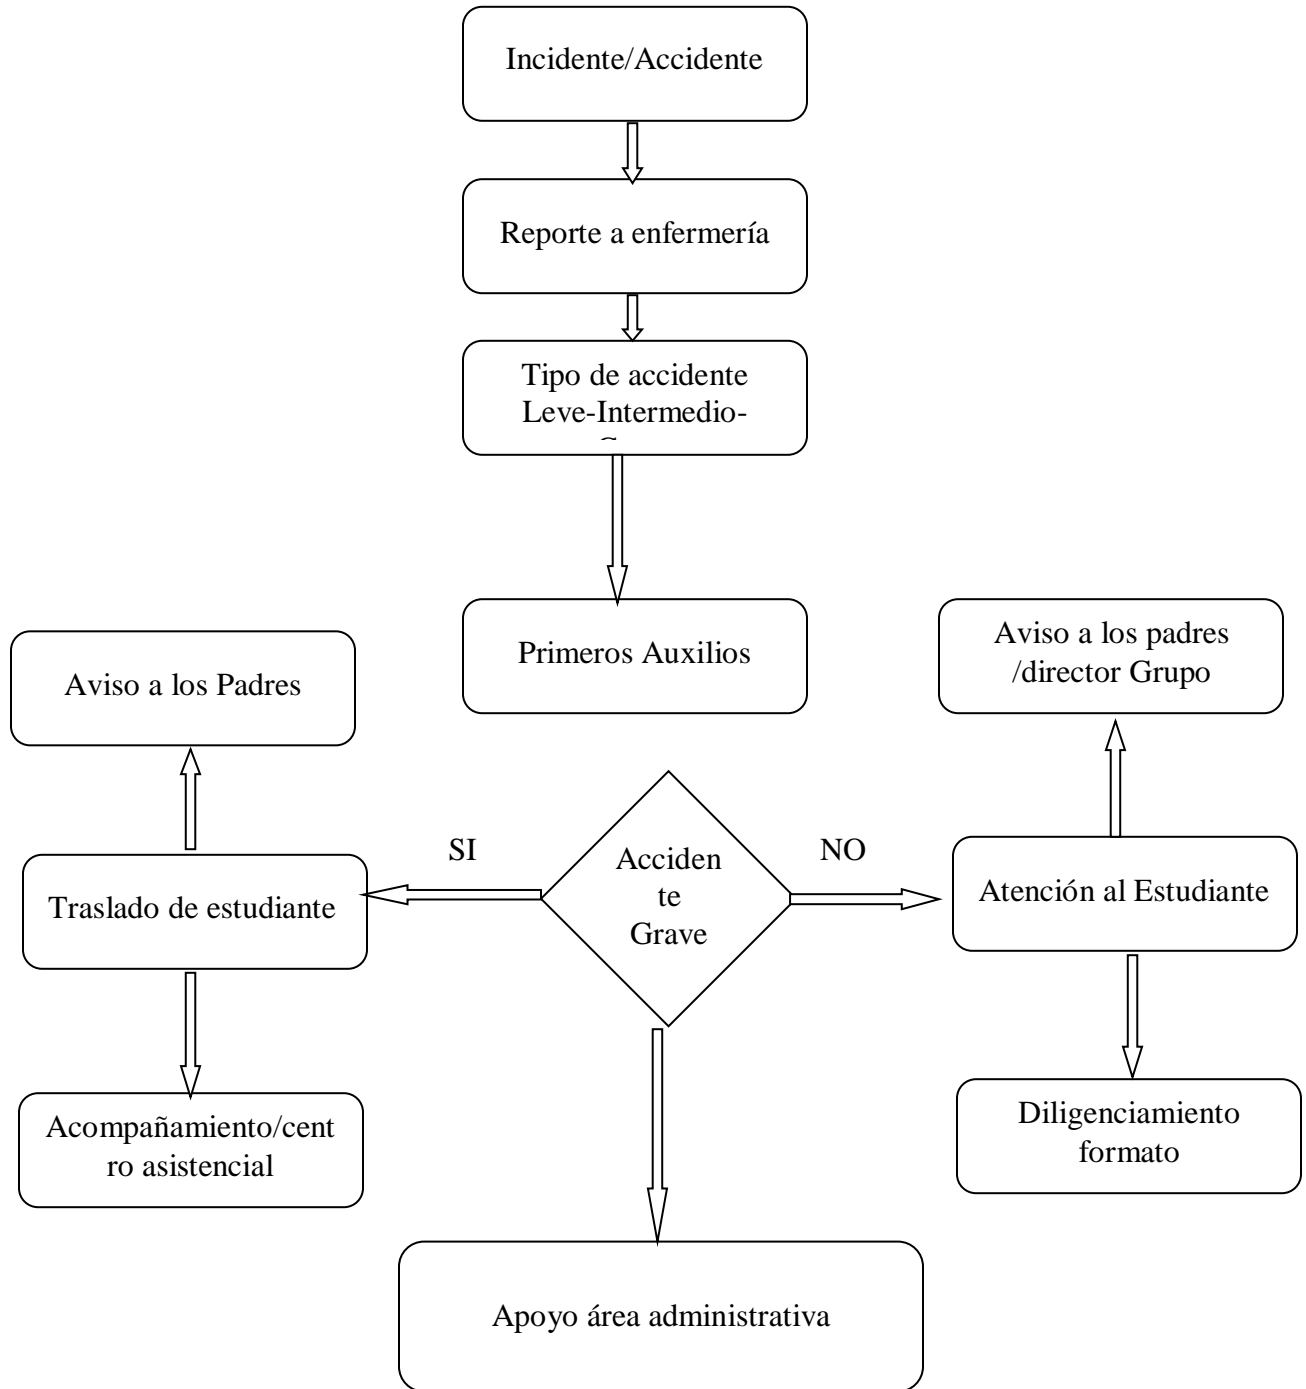 Incidente/Accidente
Reporte a enfermería
Tipo de accidente
Leve-Intermedio-
Primeros Auxilios
Aviso a los padres
/director Grupo
Aviso a los Padres
SI
Acciden
te
Grave
NO
Traslado de estudiante
Atención al Estudiante
Acompañamiento/cent
ro asistencial
Diligenciamiento
formato
Apoyo área administrativa